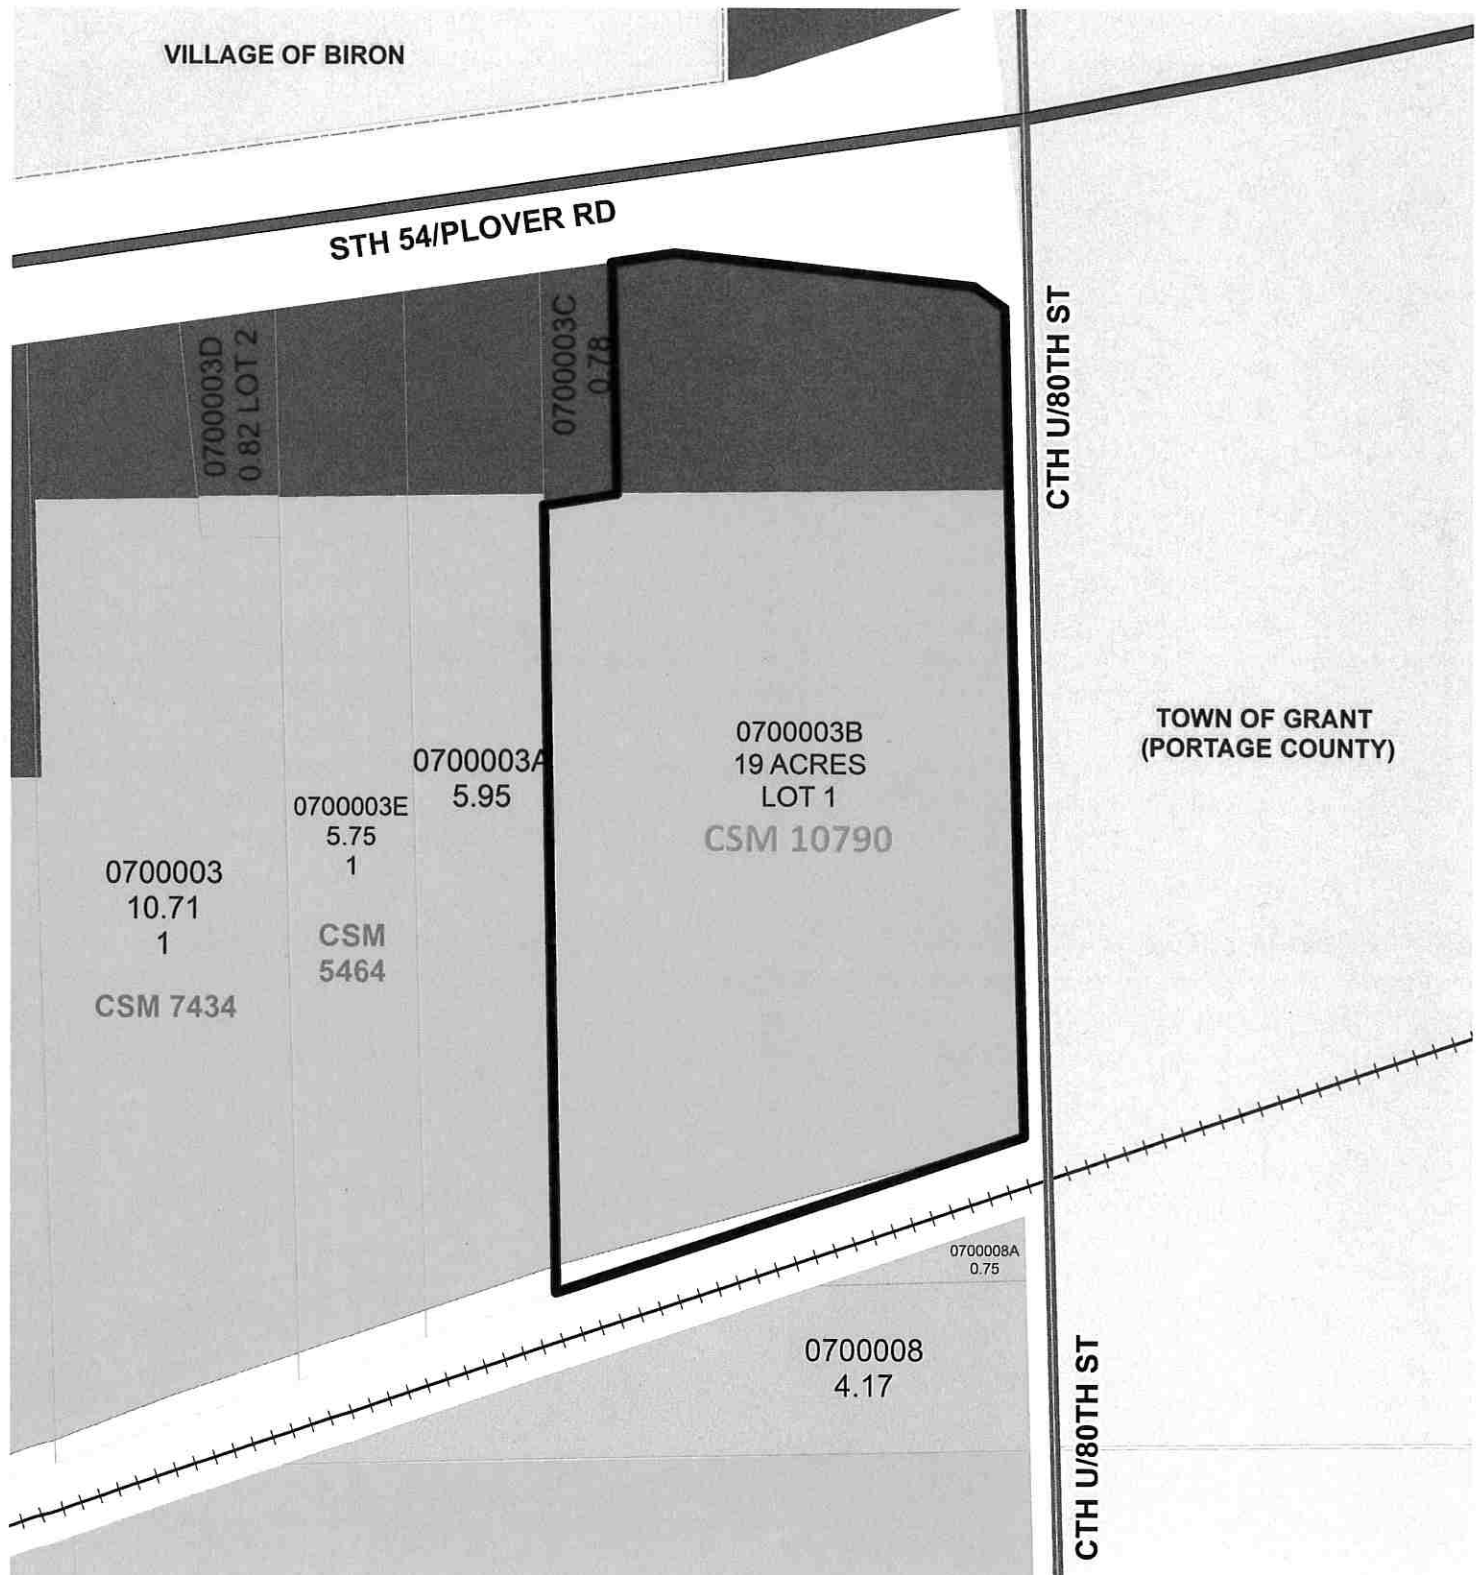 VILLAGE OF BIRON
STH 54/PLOVER RD
0700003D
0.82 LOT 2
0700003C
0.78
CTH U/80TH ST
0700003B
19 ACRES
LOT 1
CSM 10790
TOWN OF GRANT
(PORTAGE COUNTY)
0700003A
5.95
0700003E
5.75
1
CSM
5464
0700003
10.71
1
CSM 7434
0700008A
0.75
0700008
4.17
CTH U/80TH ST